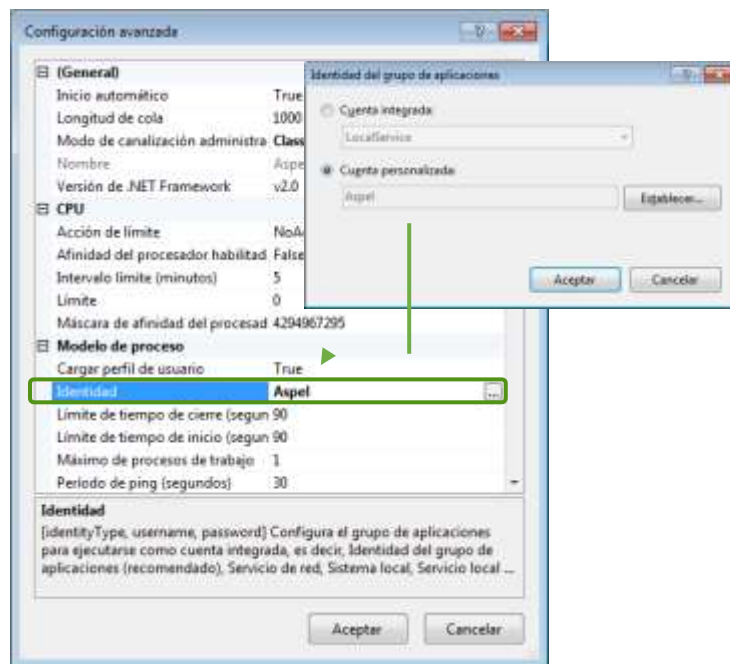 Configuración avanzada
(General)
Inicio automático True
Longitud de cola 1000
Modo de canalización administra Class
Nombre Aspe
Versión de .NET Framework v2.0
CPU
Acción de límite NoA
Afinidad del procesador habilitad False
Intervalo límite (minutos) 5
Límite 0
Máscara de afinidad del procesad 4294967295
Modelo de proceso
Cargar perfil de usuario True
Identidad Aspel ...
Límite de tiempo de cierre (segun 90
Límite de tiempo de inicio (segun 90
Máximo de procesos de trabajo 1
Período de ping (segundos) 30
Identidad
[identityType, username, password] Configura el grupo de aplicaciones
para ejecutarse como cuenta integrada, es decir, Identidad del grupo de
aplicaciones (recomendado), Servicio de red, Sistema local, Servicio local ...
Aceptar Cancelar
Identidad del grupo de aplicaciones
Cuenta integrada:
LocalService
Cuenta personalizada:
Aspel Establecer...
Aceptar Cancelar